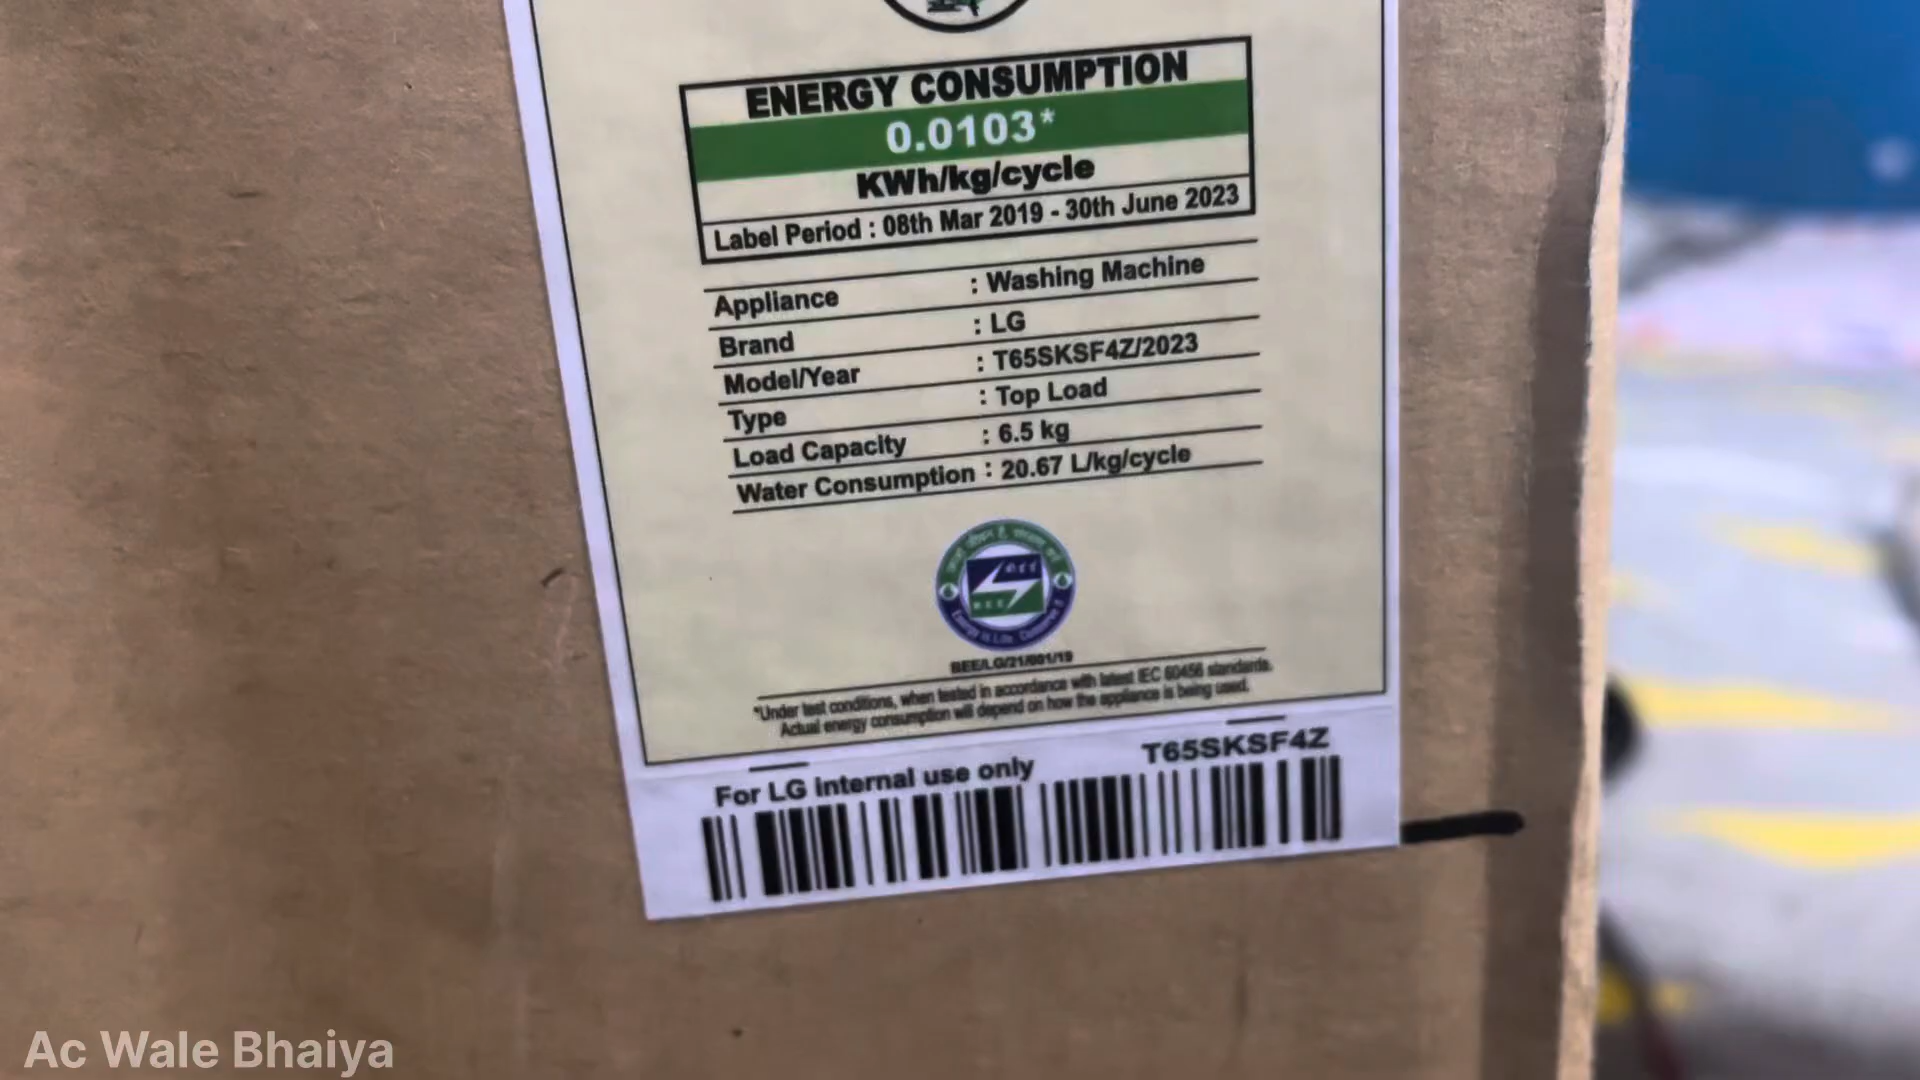 ENERGY CONSUMPTION
0.0103*
KWh/kg/cycle
Label Period : 08th Mar 2019 - 30th June 2023
Appliance : Washing Machine
Brand : LG
Model/Year : T65SKSF4Z/2023
Type : Top Load
Load Capacity : 6.5 kg
Water Consumption : 20.67 L/kg/cycle
BEE
Energy is Life
BEE/LG/21/001/19
*Under test conditions, when tested in accordance with latest IEC 60456 standards.
Actual energy consumption will depend on how the appliance is being used.
For LG internal use only
T65SKSF4Z
Ac Wale Bhaiya